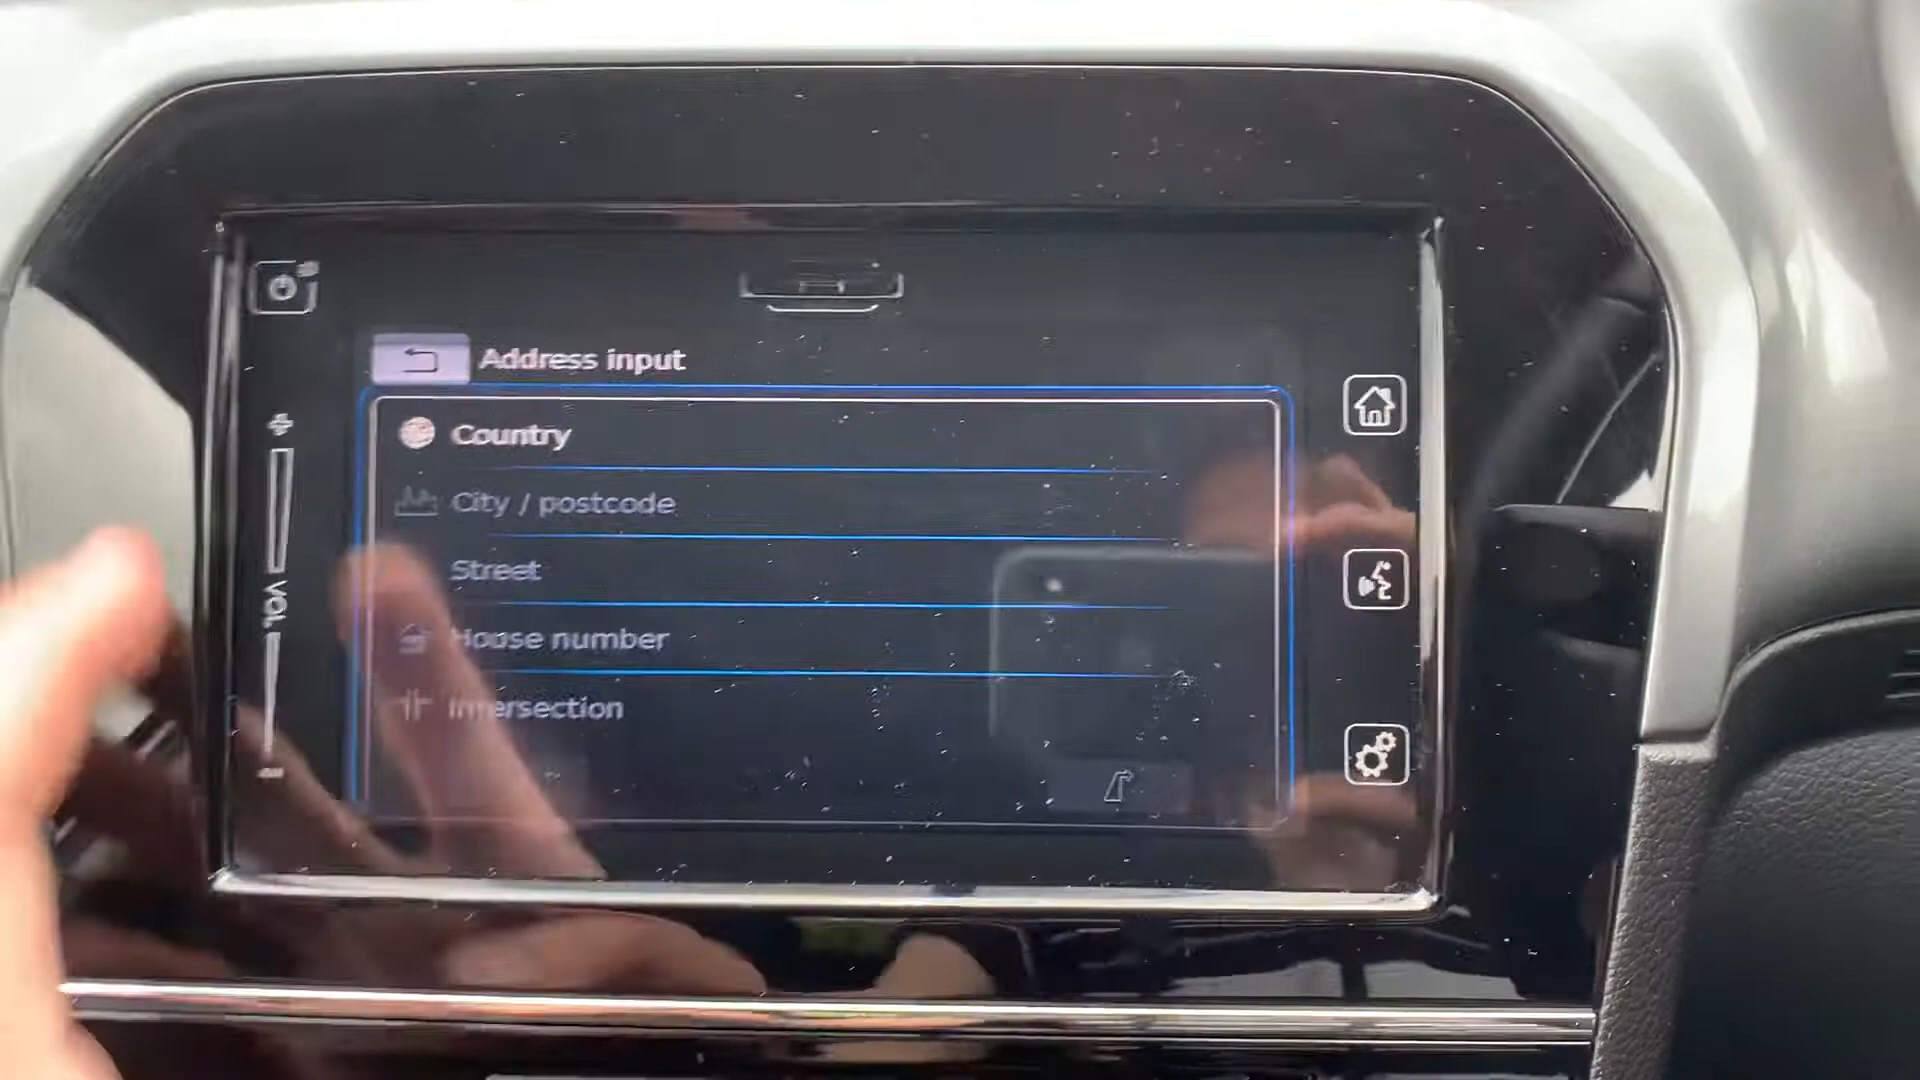 Address input
Country
City / postcode
Street
House number
Intersection
VOL